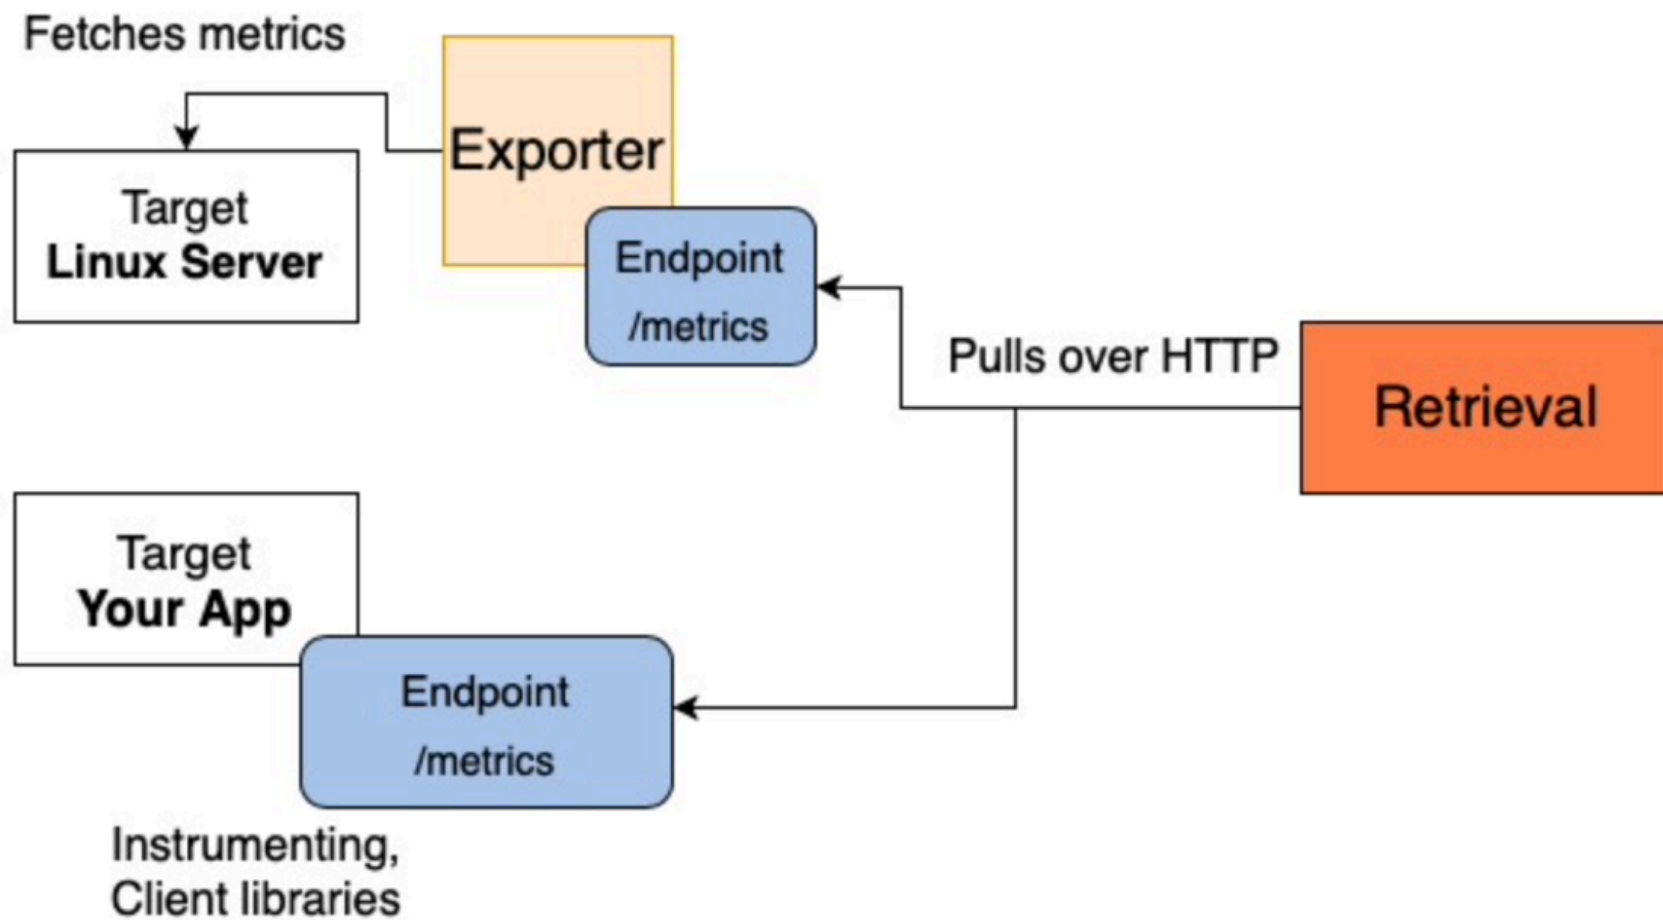 Fetches metrics
Exporter
Target
Linux Server
Endpoint
/metrics
Pulls over HTTP
Retrieval
Target
Your App
Endpoint
/metrics
Instrumenting,
Client libraries